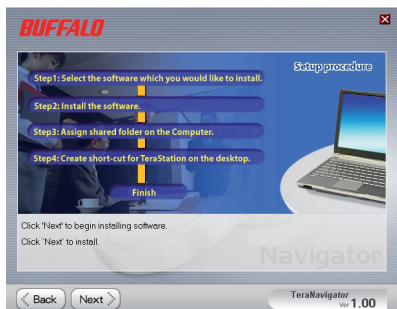 BUFFALO
Setup procedure
Step1: Select the software which you would like to install.
Step2: Install the software.
Step3: Assign shared folder on the Computer.
Step4: Create short-cut for TeraStation on the desktop.
Finish
Click 'Next' to begin installing software.
Click `Next` to install.
Navigator
Back
Next
TeraNavigator
Ver 1.00